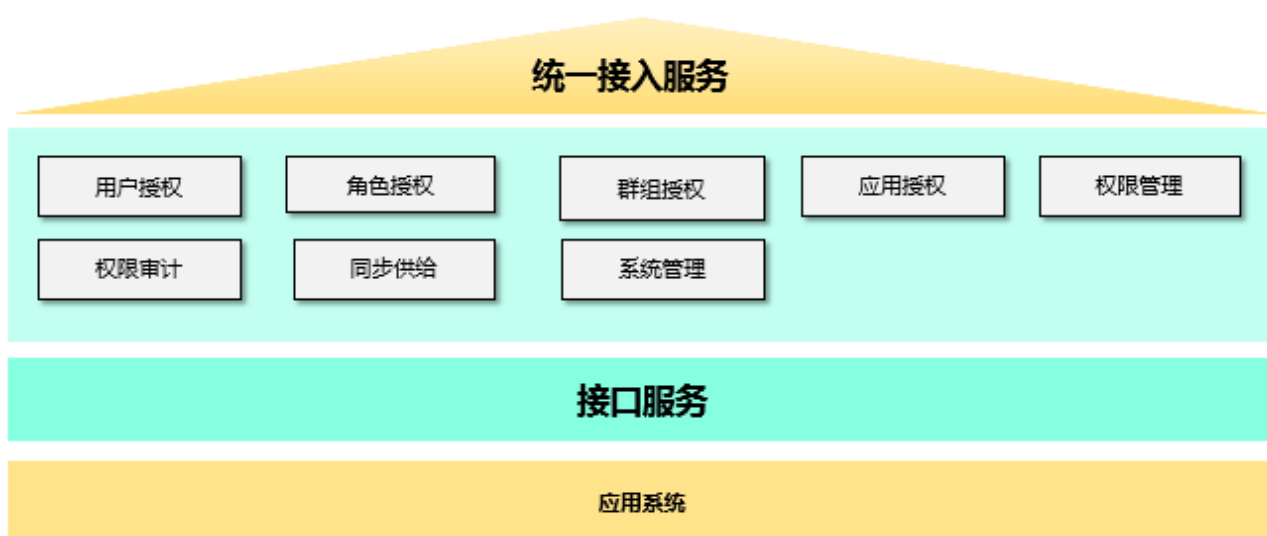 统一接入服务
用户授权
角色授权
群组授权
应用授权
权限管理
权限审计
同步供给
系统管理
接口服务
应用系统